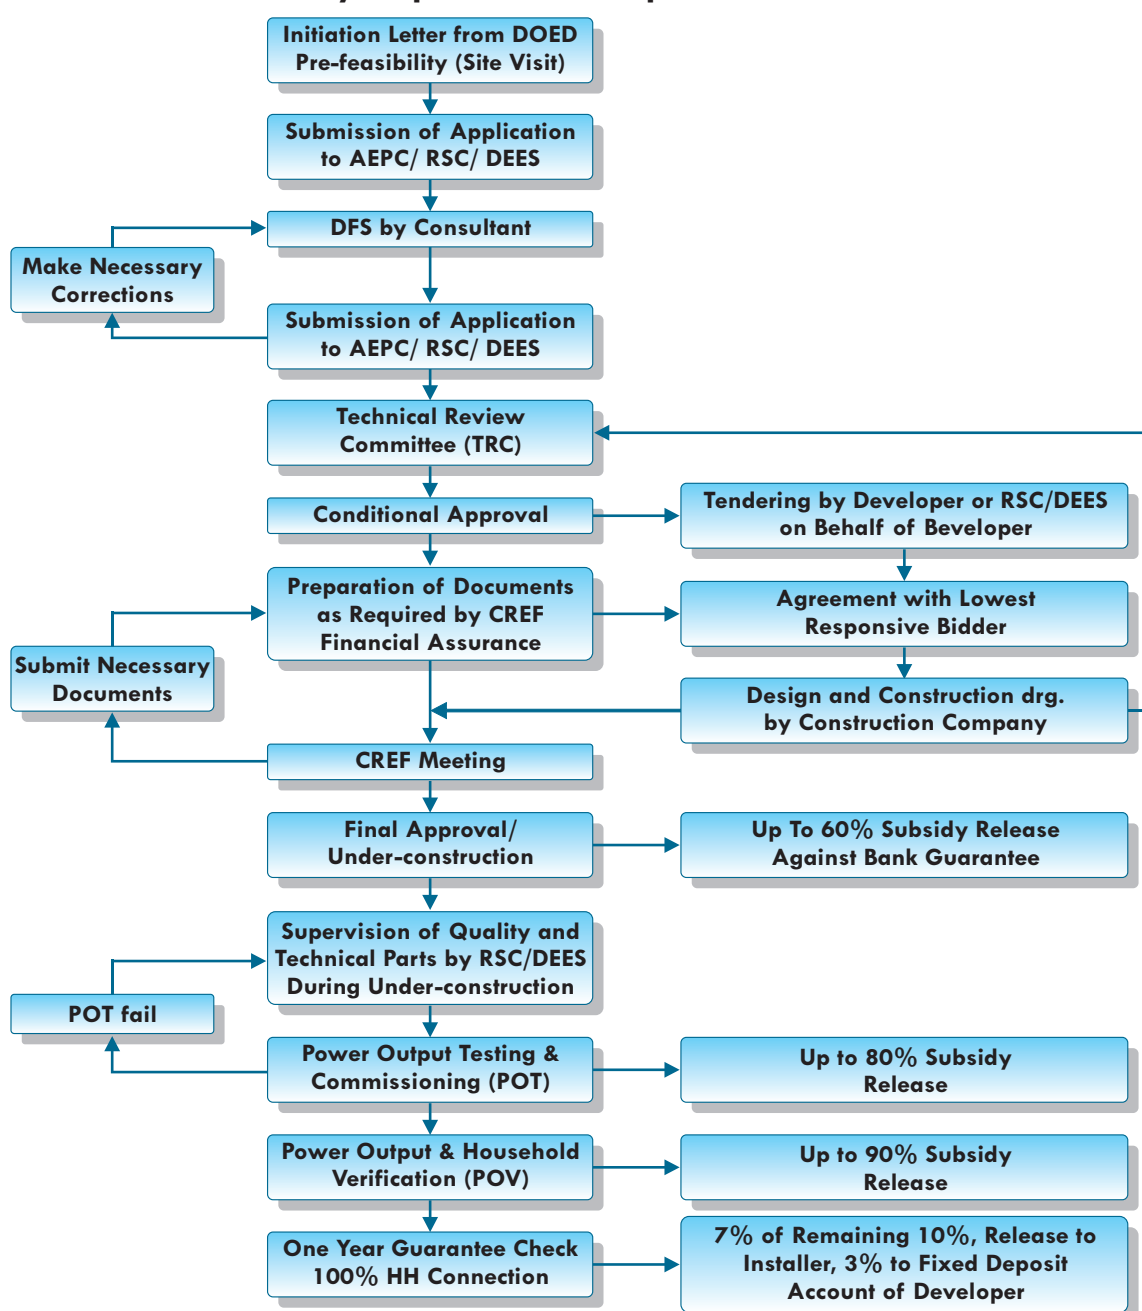 Initiation Letter from DOED
Pre-feasibility (Site Visit)
Submission of Application
to AEPC/ RSC/ DEES
DFS by Consultant
Make Necessary
Corrections
Submission of Application
to AEPC/ RSC/ DEES
Technical Review
Committee (TRC)
Conditional Approval
Tendering by Developer or RSC/DEES
on Behalf of Beveloper
Preparation of Documents
as Required by CREF
Financial Assurance
Agreement with Lowest
Responsive Bidder
Submit Necessary
Documents
Design and Construction drg.
by Construction Company
CREF Meeting
Final Approval/
Under-construction
Up To 60% Subsidy Release
Against Bank Guarantee
Supervision of Quality and
Technical Parts by RSC/DEES
During Under-construction
POT fail
Power Output Testing &
Commissioning (POT)
Up to 80% Subsidy
Release
Power Output & Household
Verification (POV)
Up to 90% Subsidy
Release
One Year Guarantee Check
100% HH Connection
7% of Remaining 10%, Release to
Installer, 3% to Fixed Deposit
Account of Developer